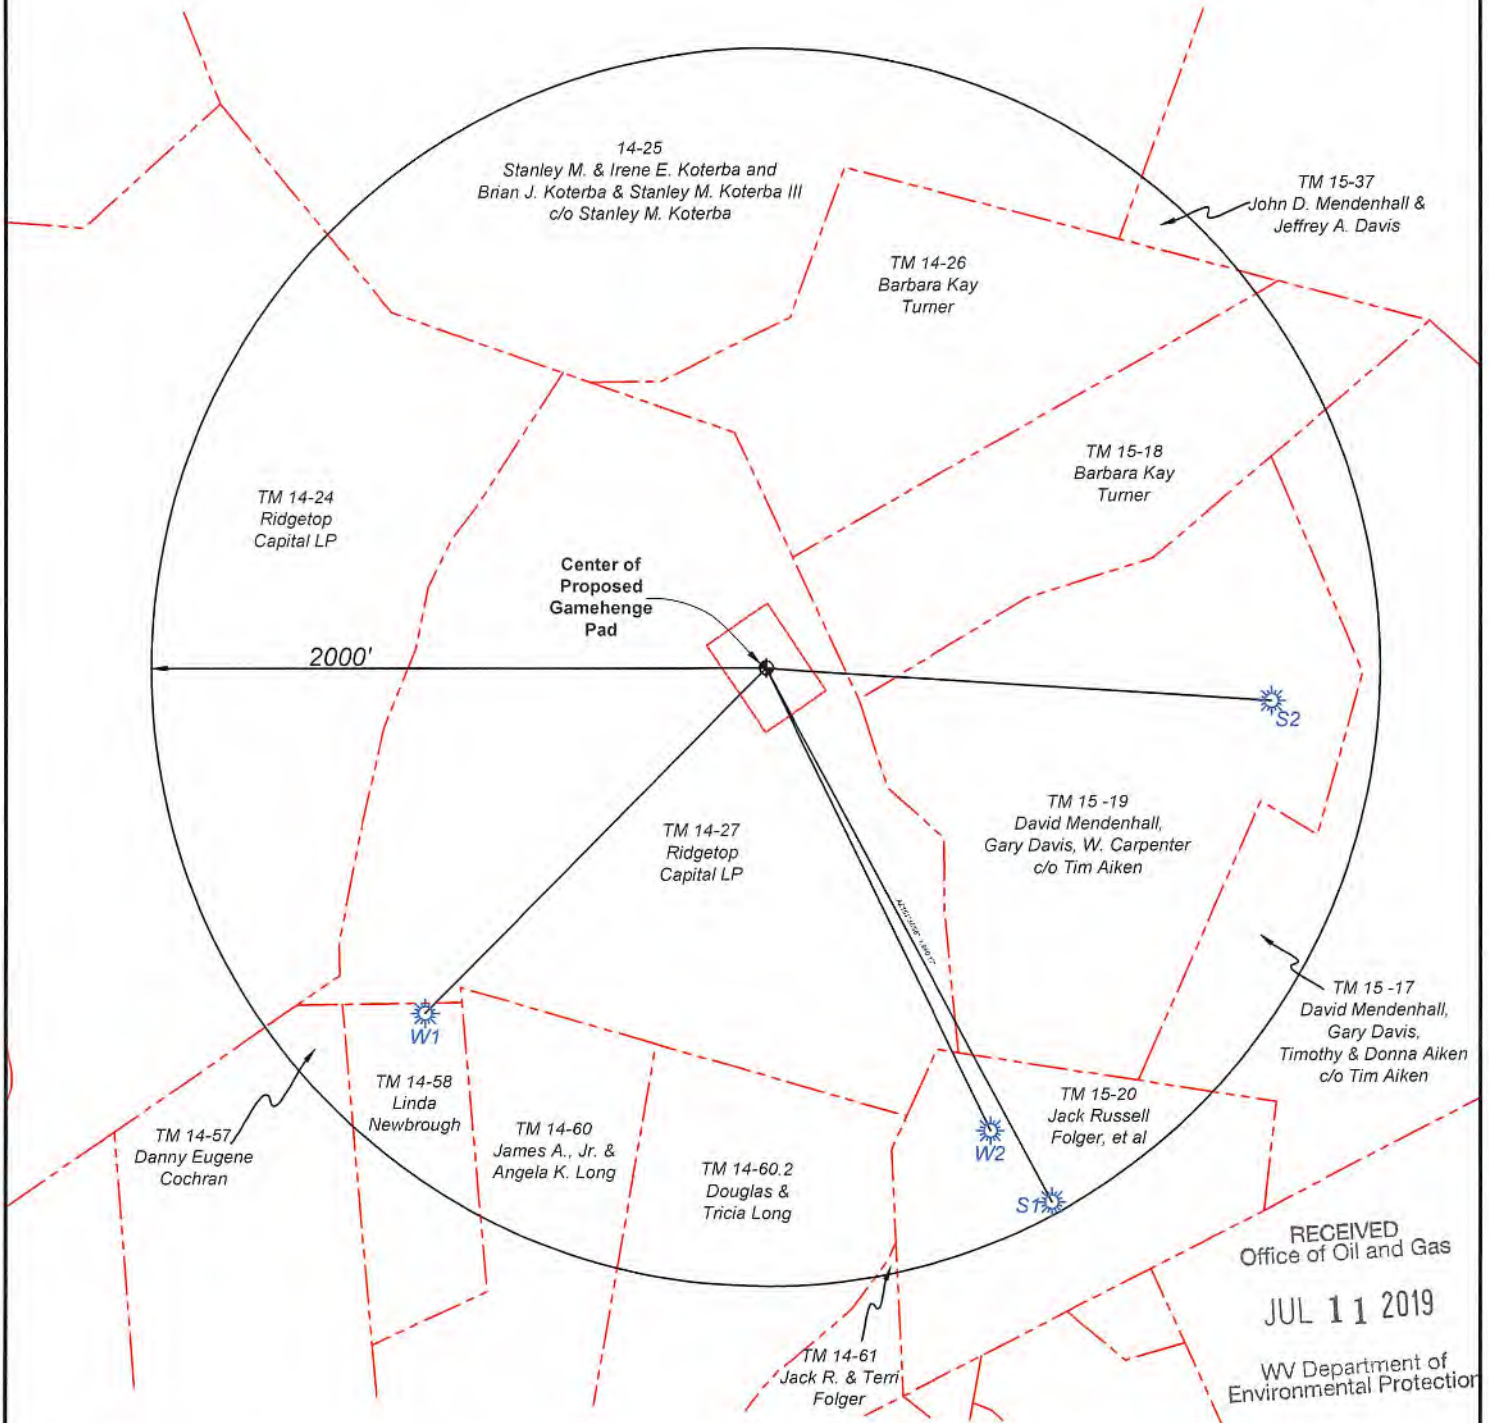 14-25
Stanley M. & Irene E. Koterba and
Brian J. Koterba & Stanley M. Koterba III
c/o Stanley M. Koterba
TM 15-37
John D. Mendenhall &
Jeffrey A. Davis
TM 14-26
Barbara Kay
Turner
TM 15-18
Barbara Kay
Turner
TM 14-24
Ridgetop
Capital LP
Center of
Proposed
Gamehenge
Pad
2000'
S2
TM 15 -19
David Mendenhall,
Gary Davis, W. Carpenter
c/o Tim Aiken
TM 14-27
Ridgetop
Capital LP
TM 15 -17
David Mendenhall,
Gary Davis,
Timothy & Donna Aiken
c/o Tim Aiken
W1
TM 14-58
Linda
Newbrough
TM 14-57
Danny Eugene
Cochran
TM 14-60
James A., Jr. &
Angela K. Long
TM 14-60.2
Douglas &
Tricia Long
TM 15-20
Jack Russell
Folger, et al
W2
S1
TM 14-61
Jack R. & Terri
Folger
RECEIVED
Office of Oil and Gas
JUL 11 2019
WV Department of
Environmental Protection